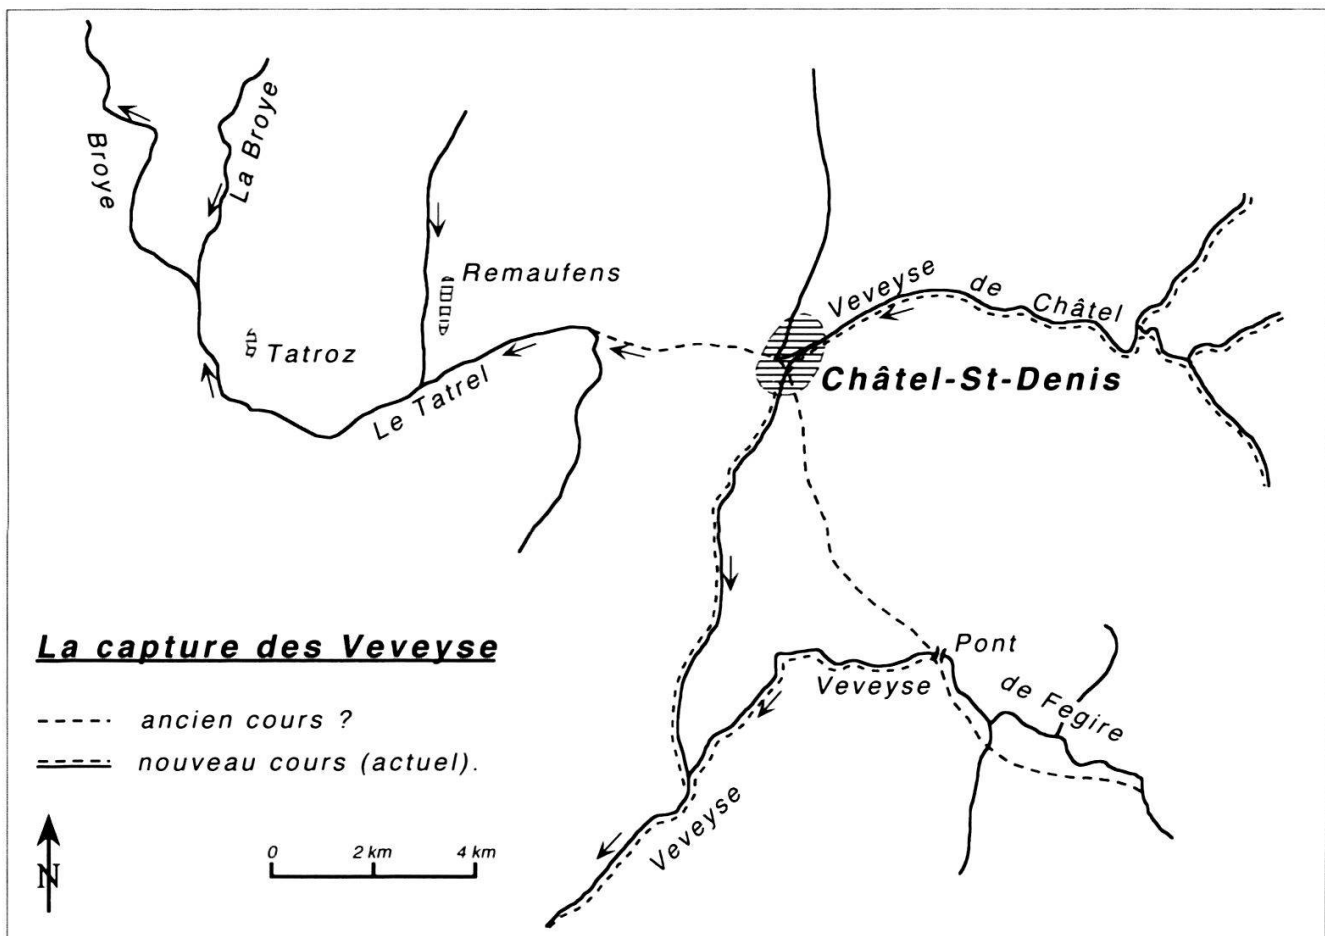 Broye
La Broye
Remaufens
Tatroz
Le Tatrel
Veveyse de Châtel
Châtel-St-Denis
Pont
Veveyse de Fégire
Veveyse
La capture des Veveyse
ancien cours ?
nouveau cours (actuel).
N
0 2 km 4 km